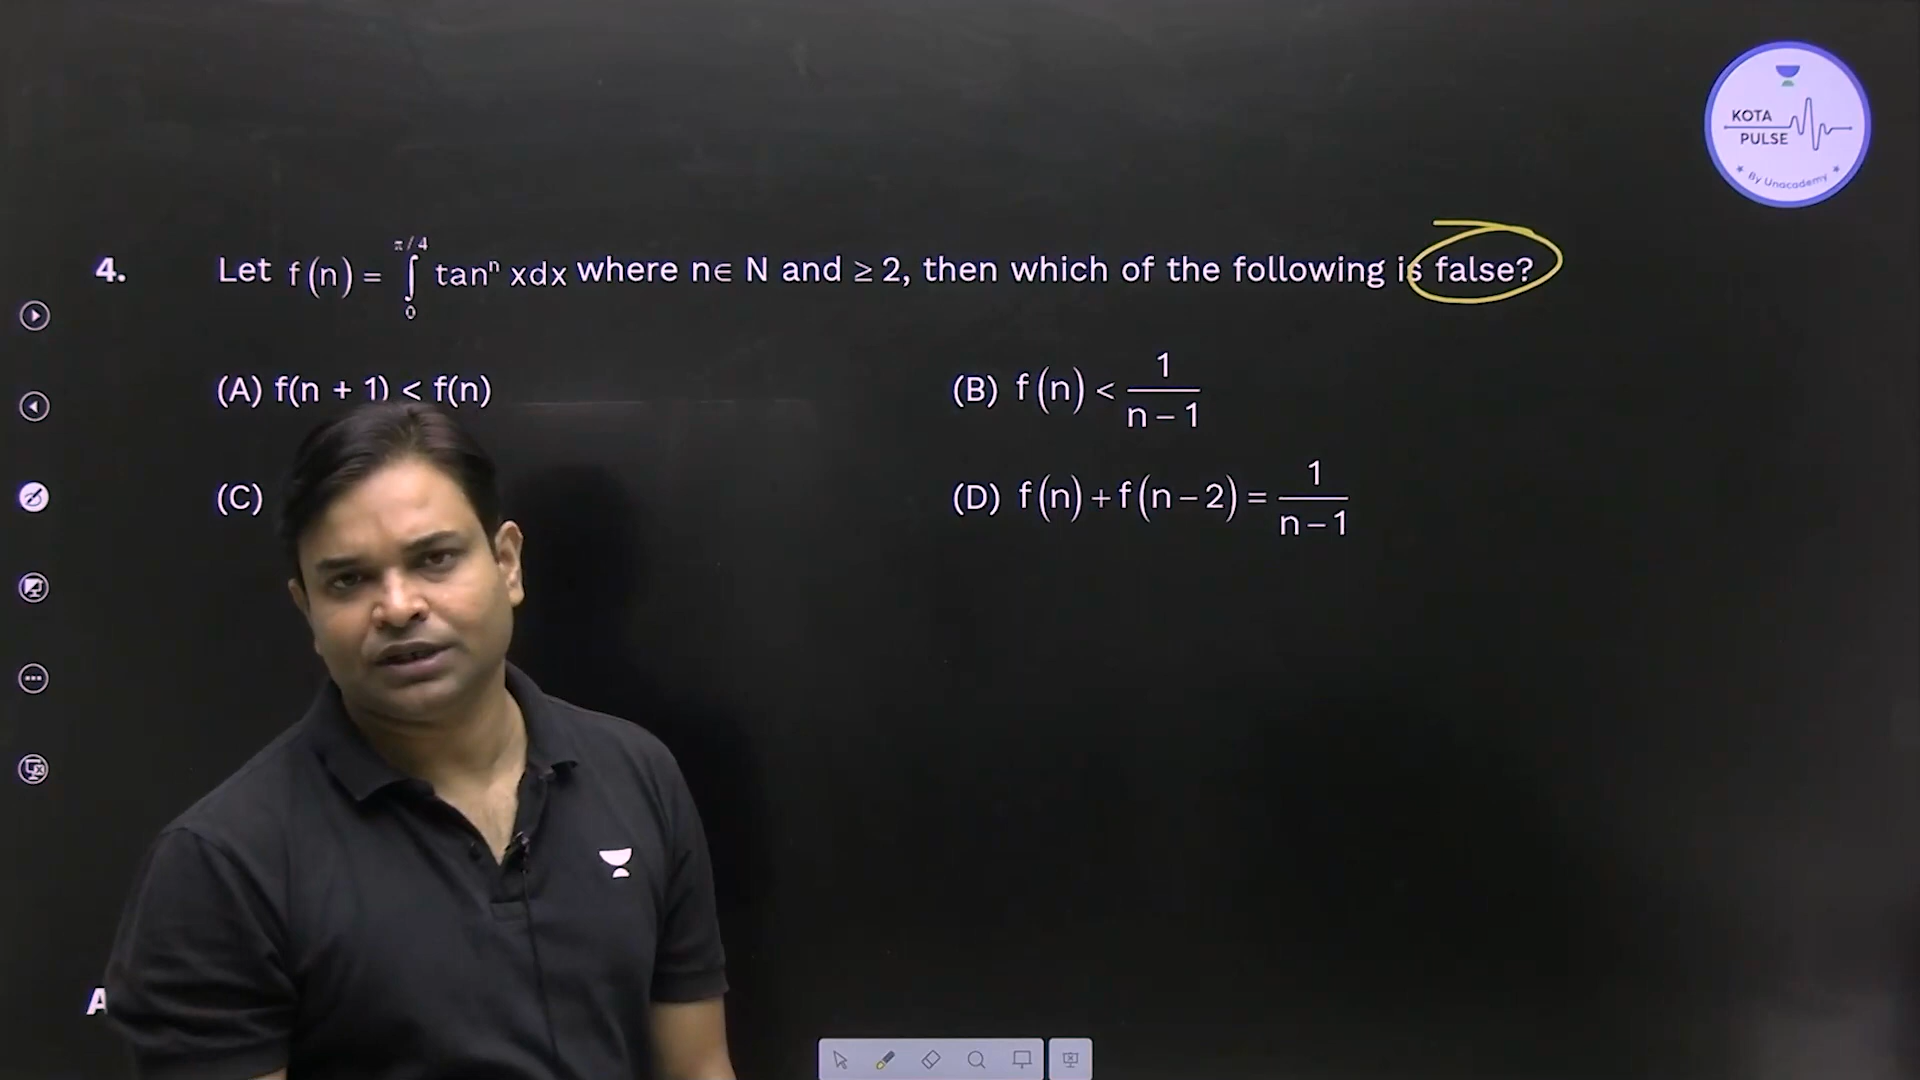 KOTA
PULSE
★ By Unacademy ★
4. Let f(n) = ∫₀^{π/4} tanⁿ xdx where n∈ N and ≥ 2, then which of the following is false?
(A) f(n + 1) < f(n)
(B) f(n) < 1/(n – 1)
(C)
(D) f(n) + f(n – 2) = 1/(n – 1)